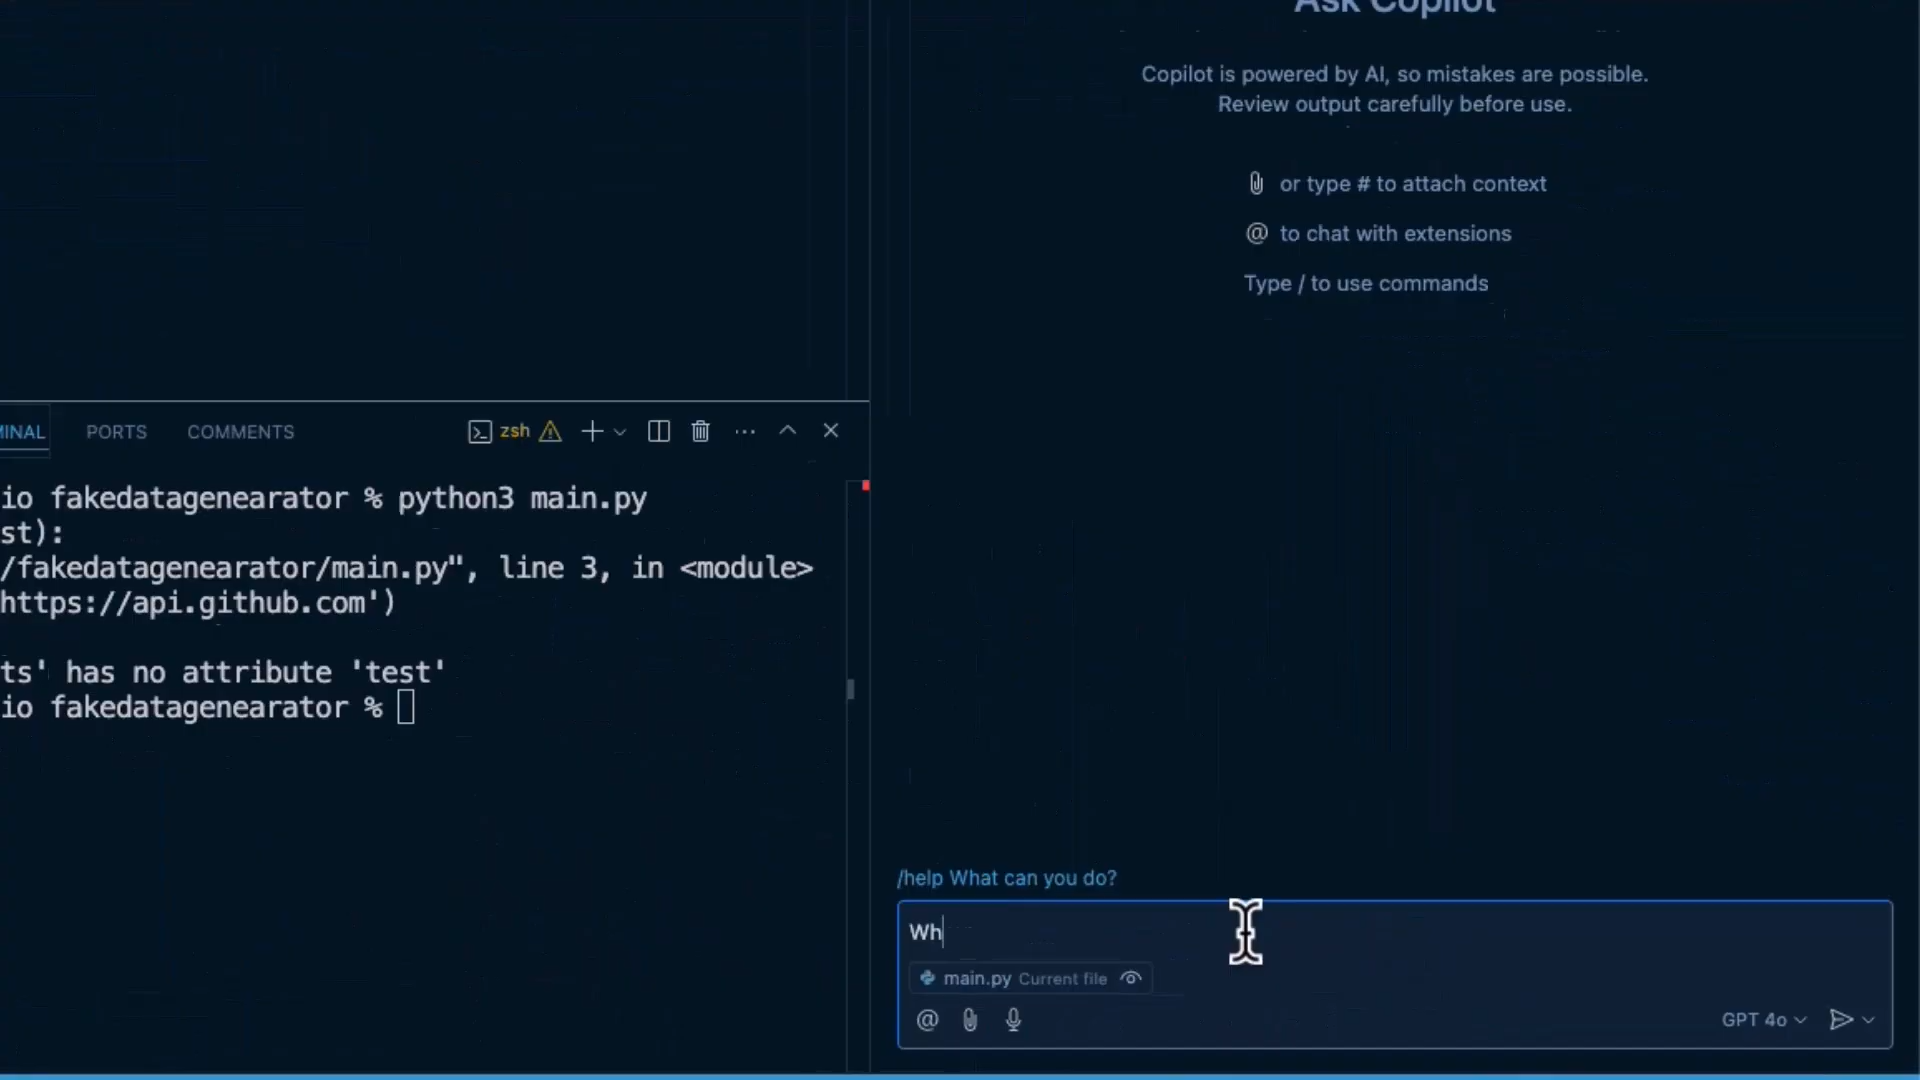 MINAL PORTS COMMENTS zsh
io fakedatagenearator % python3 main.py
st):
/fakedatagenearator/main.py", line 3, in <module>
https://api.github.com')
ts' has no attribute 'test'
io fakedatagenearator %
Ask Copilot
Copilot is powered by AI, so mistakes are possible.
Review output carefully before use.
or type # to attach context
@ to chat with extensions
Type / to use commands
/help What can you do?
Wh
main.py Current file
@ GPT 4o